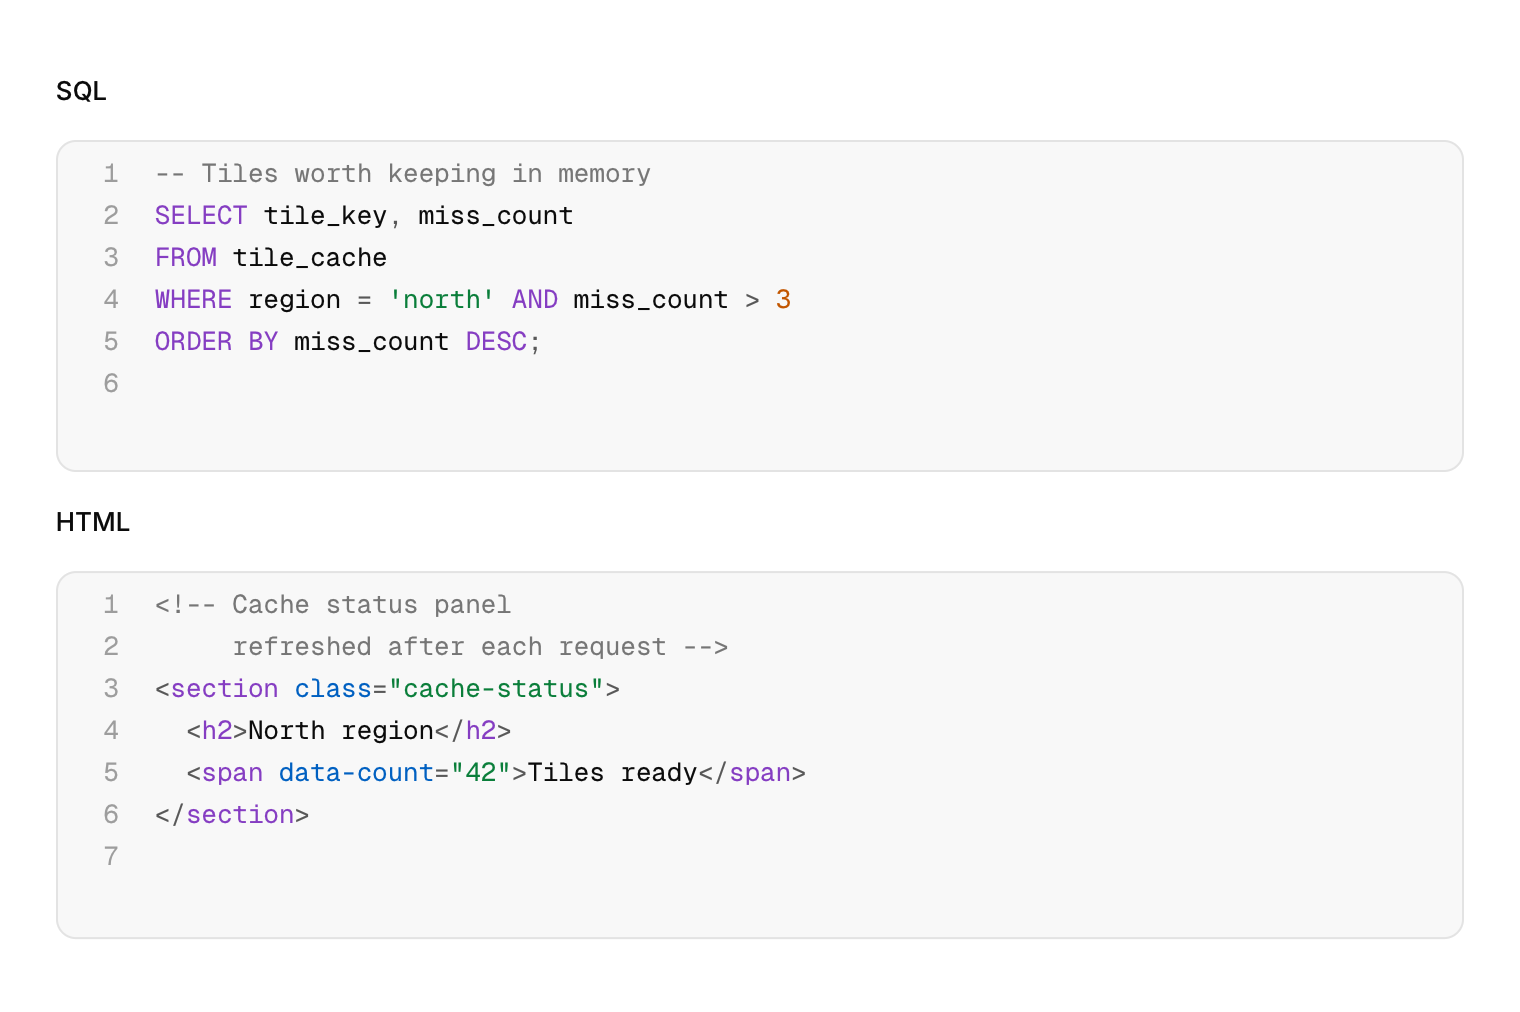 SQL
1 -- Tiles worth keeping in memory
2 SELECT tile_key, miss_count
3 FROM tile_cache
4 WHERE region = 'north' AND miss_count > 3
5 ORDER BY miss_count DESC;
6
HTML
1 <!-- Cache status panel
2      refreshed after each request -->
3 <section class="cache-status">
4   <h2>North region</h2>
5   <span data-count="42">Tiles ready</span>
6 </section>
7